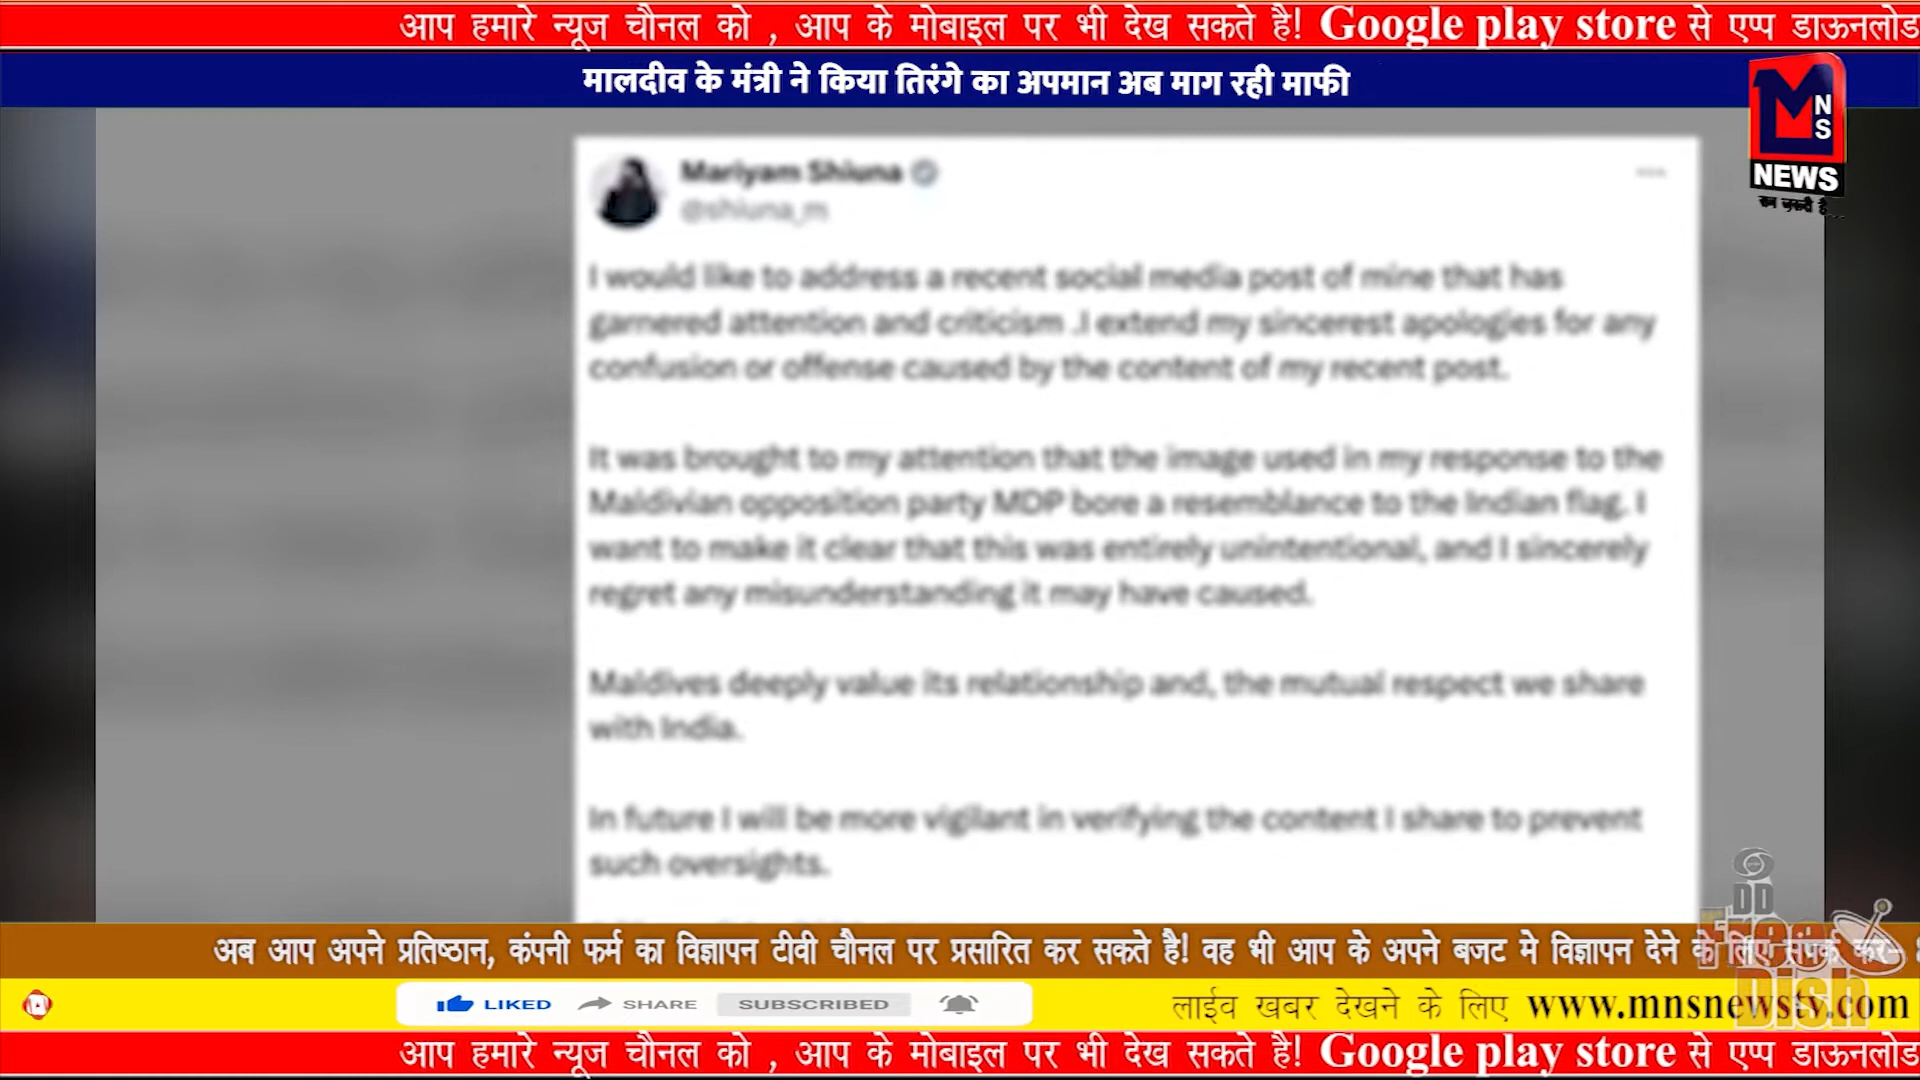 आप हमारे न्यूज चौनल को , आप के मोबाइल पर भी देख सकते है! Google play store से एप्प डाऊनलोड
मालदीव के मंत्री ने किया तिरंगे का अपमान अब माग रही माफी
M
N
S
NEWS
Mariyam Shiuna
@shiuna_m
I would like to address a recent social media post of mine that has
garnered attention and criticism .I extend my sincerest apologies for any
confusion or offense caused by the content of my recent post.
It was brought to my attention that the image used in my response to the
Maldivian opposition party MDP bore a resemblance to the Indian flag. I
want to make it clear that this was entirely unintentional, and I sincerely
regret any misunderstanding it may have caused.
Maldives deeply value its relationship and, the mutual respect we share
with India.
In future I will be more vigilant in verifying the content I share to prevent
such oversights.
DD
Free
Dish
अब आप अपने प्रतिष्ठान, कंपनी फर्म का विज्ञापन टीवी चौनल पर प्रसारित कर सकते है! वह भी आप के अपने बजट मे विज्ञापन देने के लिए संपर्क करे-
LIKED SHARE SUBSCRIBED
लाईव खबर देखने के लिए www.mnsnewstv.com
आप हमारे न्यूज चौनल को , आप के मोबाइल पर भी देख सकते है! Google play store से एप्प डाऊनलोड